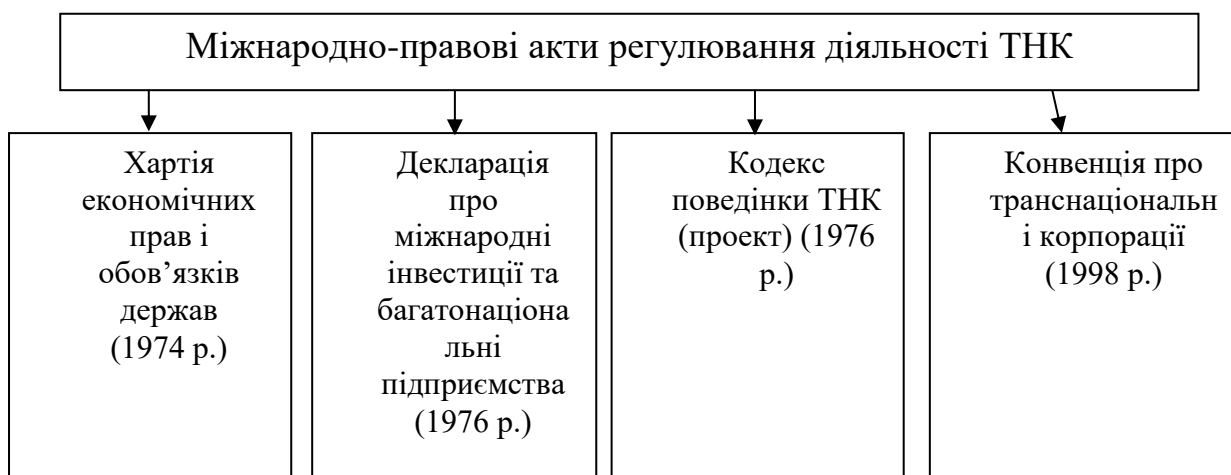 Міжнародно-правові акти регулювання діяльності ТНК
Хартія
економічних
прав і
обов’язків
держав
(1974 р.)
Декларація
про
міжнародні
інвестиції та
багатонаціона
льні
підприємства
(1976 р.)
Кодекс
поведінки ТНК
(проект) (1976
р.)
Конвенція про
транснаціональн
і корпорації
(1998 р.)